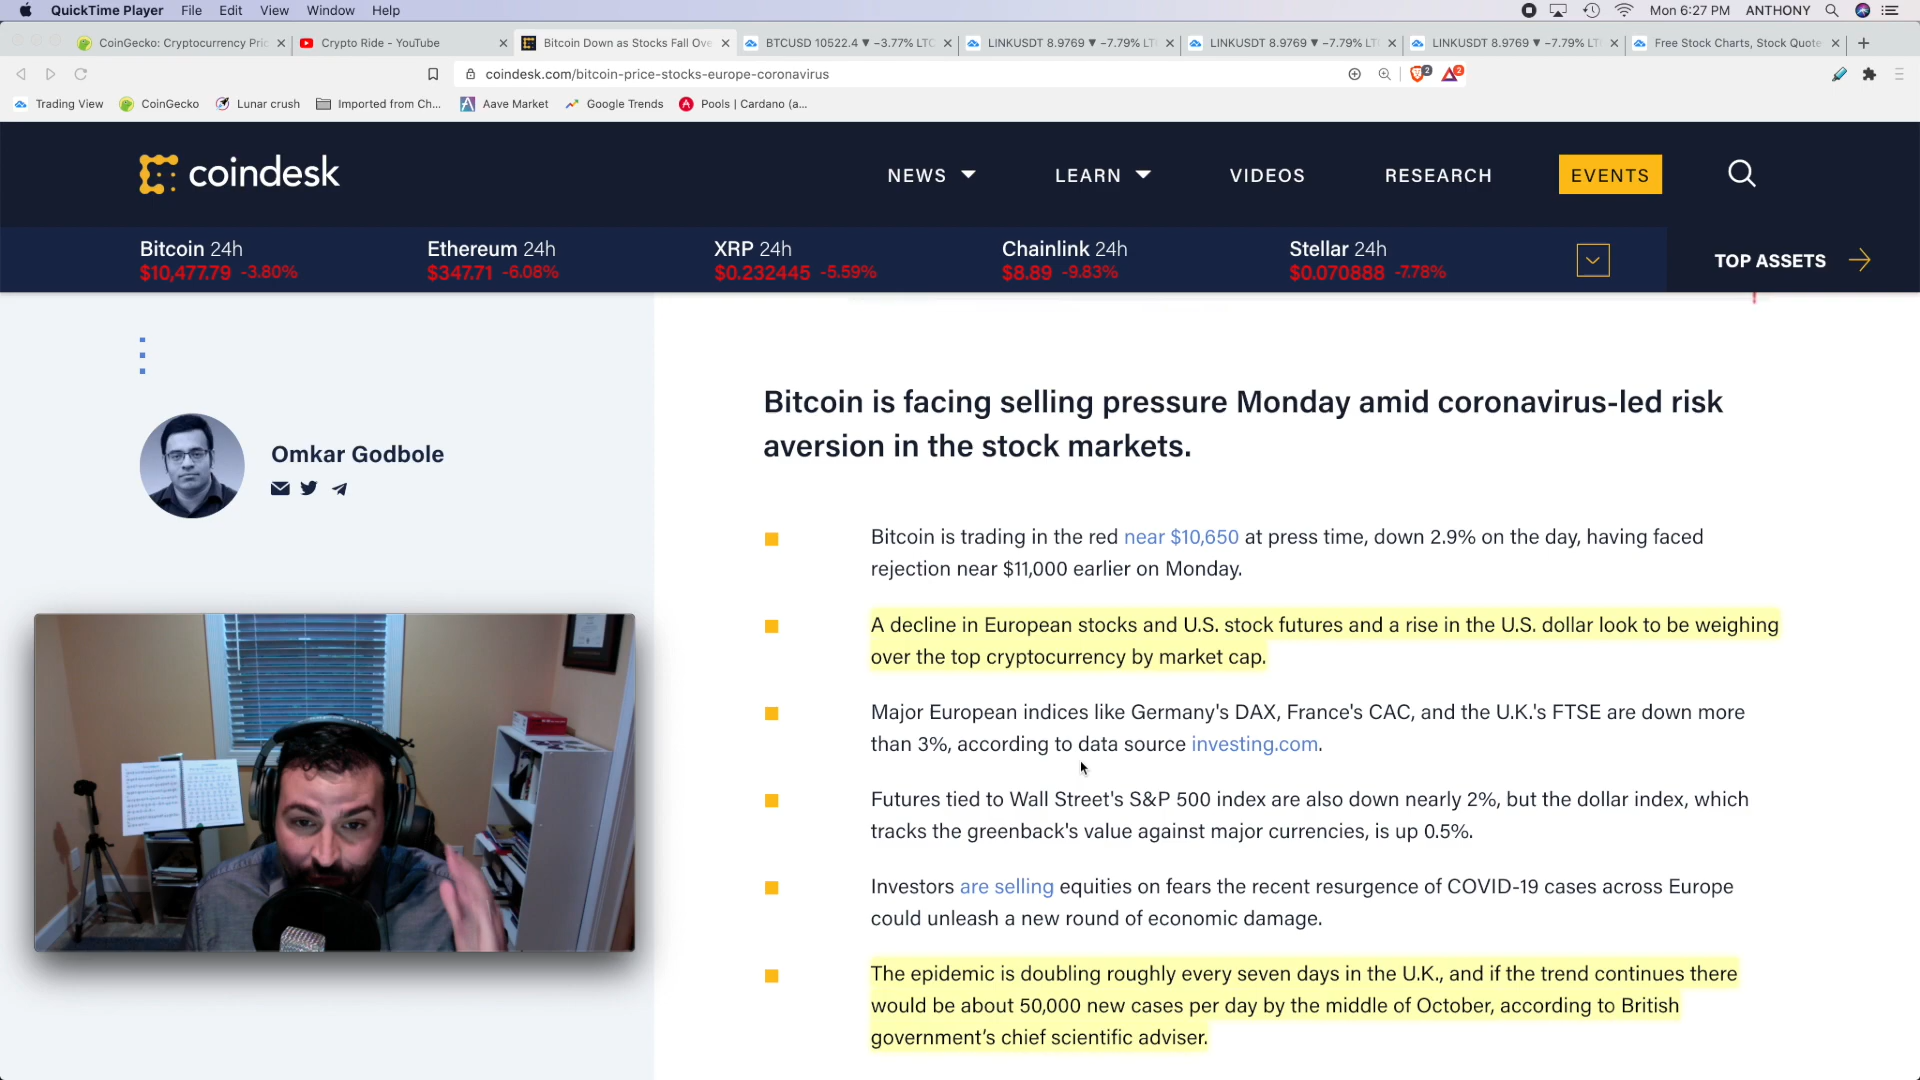 QuickTime Player File Edit View Window Help Mon 6:27 PM ANTHONY
CoinGecko: Cryptocurrency Pric Crypto Ride - YouTube Bitcoin Down as Stocks Fall Ove BTCUSD 10522.4 ▼ −3.77% LTC LINKUSDT 8.9769 ▼ −7.79% LT LINKUSDT 8.9769 ▼ −7.79% LT LINKUSDT 8.9769 ▼ −7.79% LT Free Stock Charts, Stock Quote
coindesk.com/bitcoin-price-stocks-europe-coronavirus 2 2
Trading View CoinGecko Lunar crush Imported from Ch... Aave Market Google Trends Pools | Cardano (a...
coindesk NEWS LEARN VIDEOS RESEARCH EVENTS
Bitcoin 24h Ethereum 24h XRP 24h Chainlink 24h Stellar 24h
$10,477.79 -3.80% $347.71 -6.08% $0.232445 -5.59% $8.89 -9.83% $0.070888 -7.78%
TOP ASSETS
Omkar Godbole
Bitcoin is facing selling pressure Monday amid coronavirus-led risk
aversion in the stock markets.
Bitcoin is trading in the red near $10,650 at press time, down 2.9% on the day, having faced
rejection near $11,000 earlier on Monday.
A decline in European stocks and U.S. stock futures and a rise in the U.S. dollar look to be weighing
over the top cryptocurrency by market cap.
Major European indices like Germany's DAX, France's CAC, and the U.K.'s FTSE are down more
than 3%, according to data source investing.com.
Futures tied to Wall Street's S&P 500 index are also down nearly 2%, but the dollar index, which
tracks the greenback's value against major currencies, is up 0.5%.
Investors are selling equities on fears the recent resurgence of COVID-19 cases across Europe
could unleash a new round of economic damage.
The epidemic is doubling roughly every seven days in the U.K., and if the trend continues there
would be about 50,000 new cases per day by the middle of October, according to British
government's chief scientific adviser.